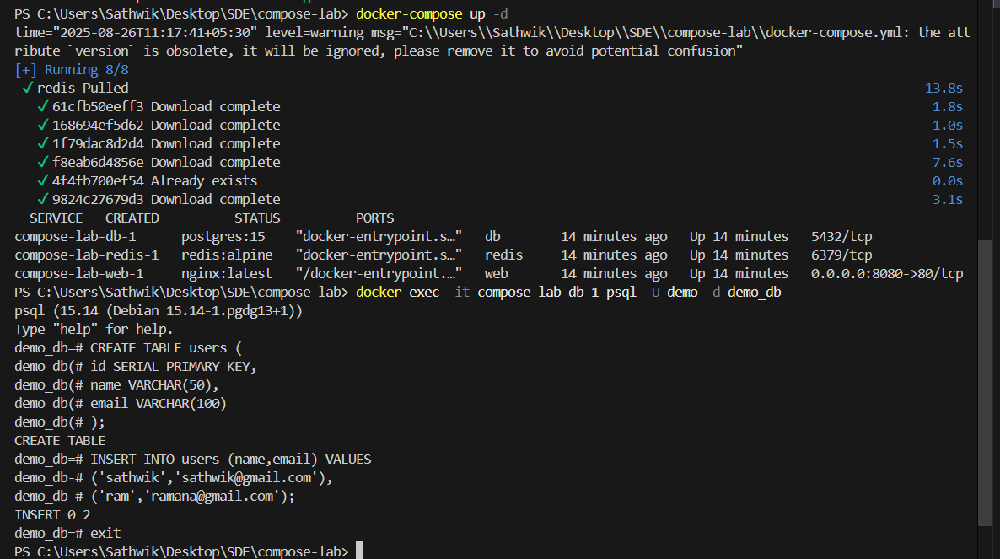 PS C:\Users\Sathwik\Desktop\SDE\compose-lab> docker-compose up -d
time="2025-08-26T11:17:41+05:30" level=warning msg="C:\\Users\\Sathwik\\Desktop\\SDE\\compose-lab\\docker-compose.yml: the att
ribute `version` is obsolete, it will be ignored, please remove it to avoid potential confusion"
[+] Running 8/8
✓ redis Pulled 13.8s
✓ 61cfb50eeff3 Download complete 1.8s
✓ 168694ef5d62 Download complete 1.0s
✓ 1f79dac8d2d4 Download complete 1.5s
✓ f8eab6d4856e Download complete 7.6s
✓ 4f4fb700ef54 Already exists 0.0s
✓ 9824c27679d3 Download complete 3.1s
SERVICE CREATED STATUS PORTS
compose-lab-db-1 postgres:15 "docker-entrypoint.s…" db 14 minutes ago Up 14 minutes 5432/tcp
compose-lab-redis-1 redis:alpine "docker-entrypoint.s…" redis 14 minutes ago Up 14 minutes 6379/tcp
compose-lab-web-1 nginx:latest "/docker-entrypoint.…" web 14 minutes ago Up 14 minutes 0.0.0.0:8080->80/tcp
PS C:\Users\Sathwik\Desktop\SDE\compose-lab> docker exec -it compose-lab-db-1 psql -U demo -d demo_db
psql (15.14 (Debian 15.14-1.pgdg13+1))
Type "help" for help.
demo_db=# CREATE TABLE users (
demo_db(# id SERIAL PRIMARY KEY,
demo_db(# name VARCHAR(50),
demo_db(# email VARCHAR(100)
demo_db(# );
CREATE TABLE
demo_db=# INSERT INTO users (name,email) VALUES
demo_db-# ('sathwik','sathwik@gmail.com'),
demo_db-# ('ram','ramana@gmail.com');
INSERT 0 2
demo_db=# exit
PS C:\Users\Sathwik\Desktop\SDE\compose-lab>